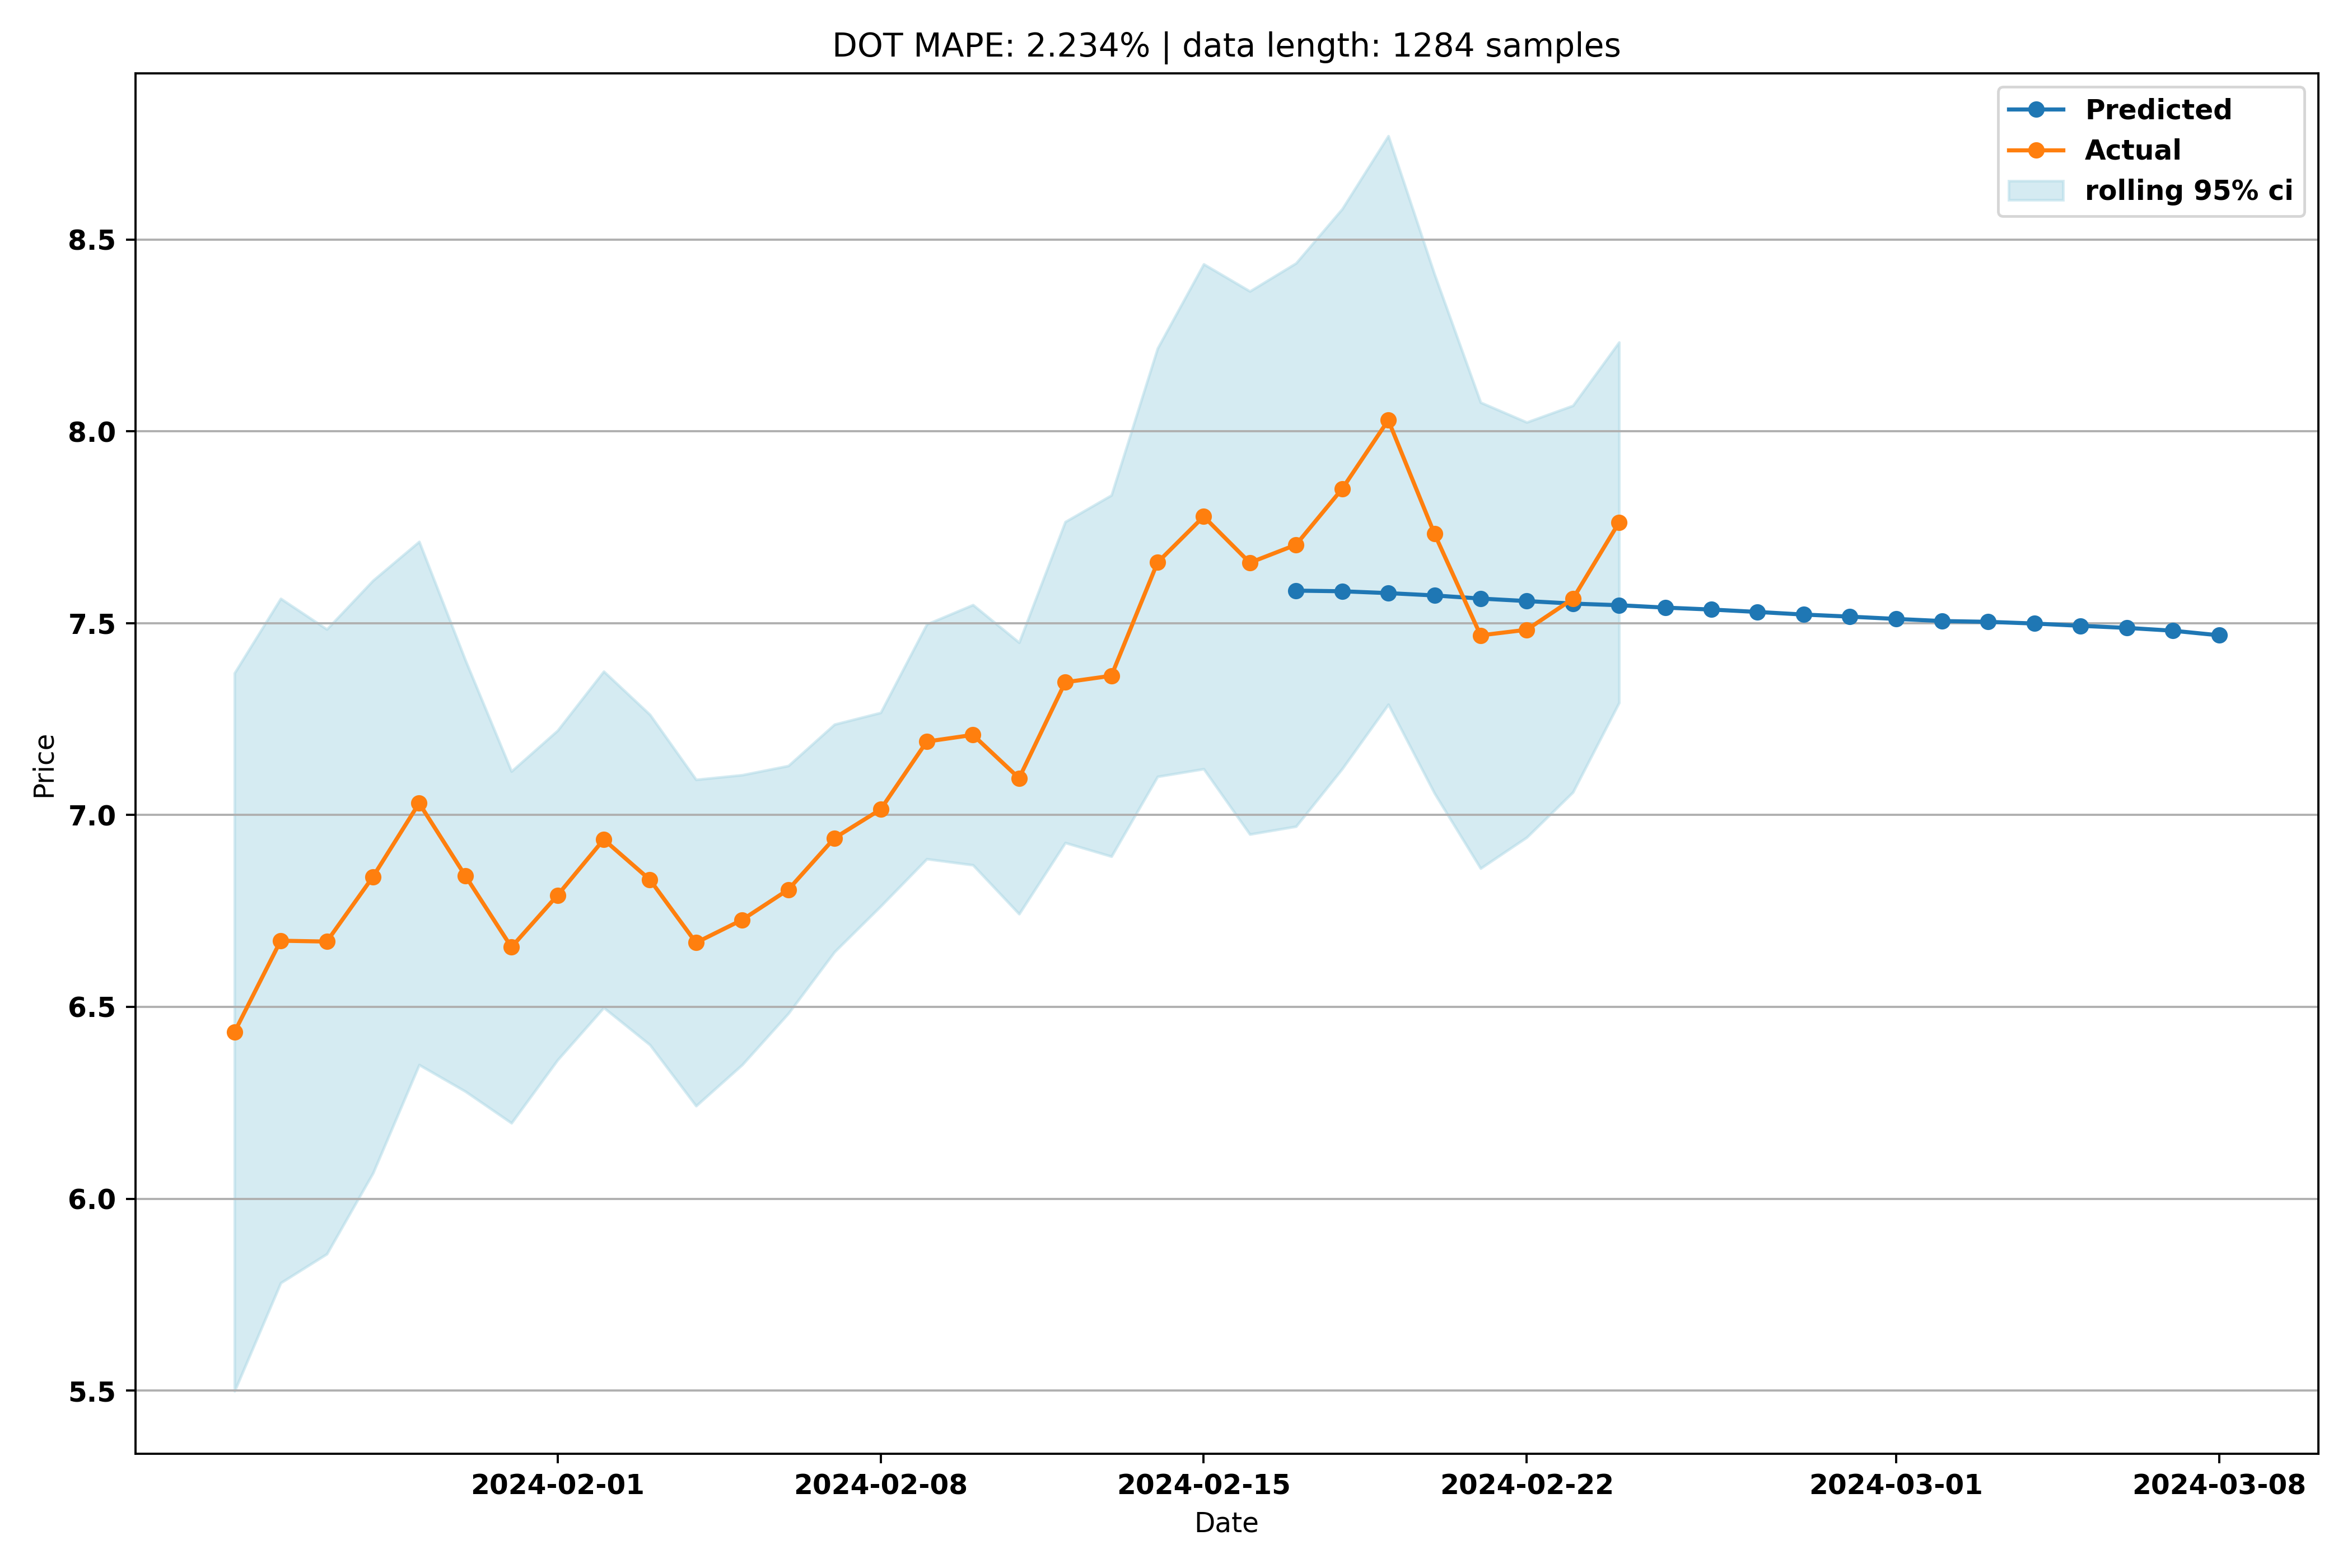 DOT MAPE: 2.234% | data length: 1284 samples
Predicted
Actual
rolling 95% ci
8.5
8.0
7.5
7.0
6.5
6.0
5.5
Price
2024-02-01 2024-02-08 2024-02-15 2024-02-22 2024-03-01 2024-03-08
Date